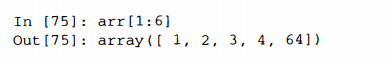 In [75]: arr[1:6]
Out[75]: array([ 1, 2, 3, 4, 64])